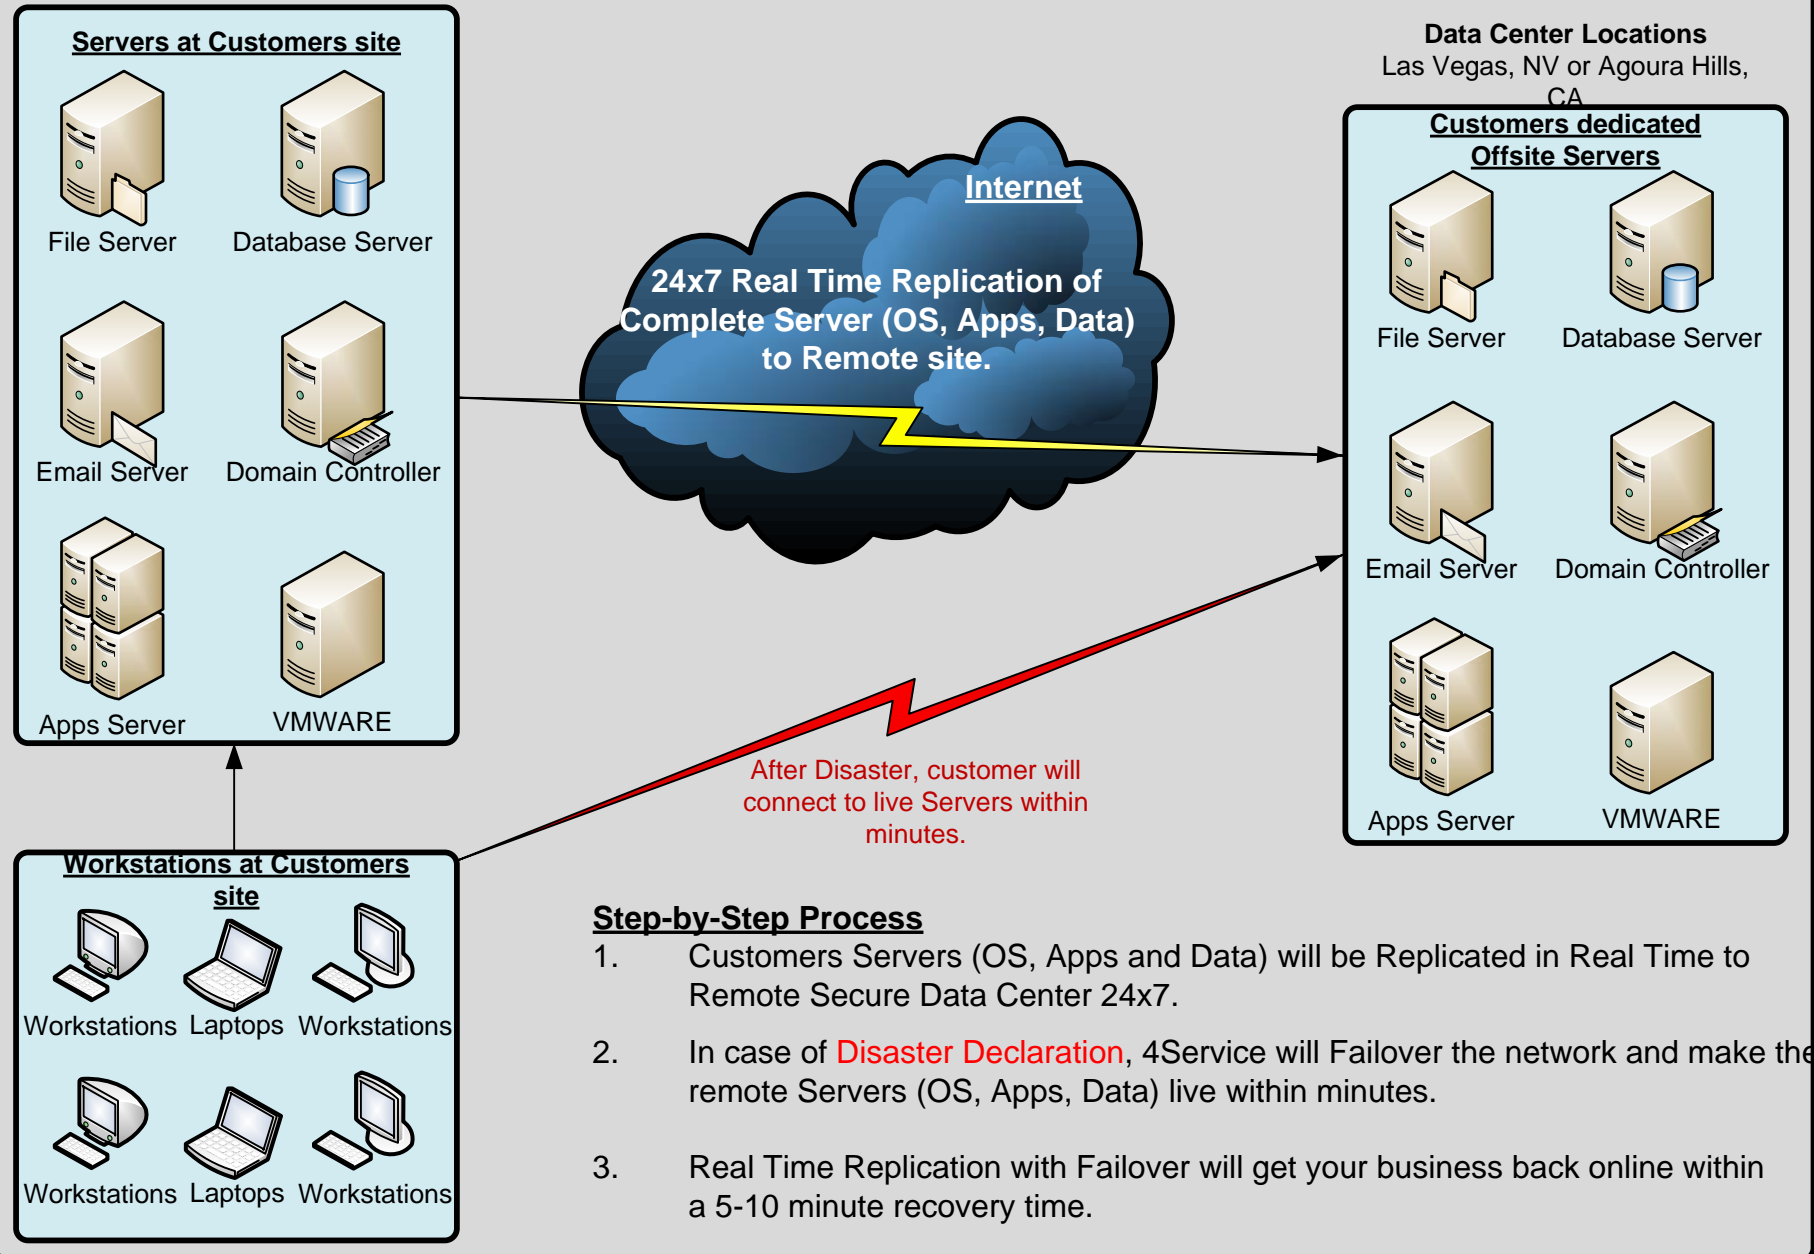 Servers at Customers site
File Server
Database Server
Email Server
Domain Controller
Apps Server
VMWARE
Workstations at Customers
site
Workstations
Laptops
Workstations
Workstations
Laptops
Workstations
Internet
24x7 Real Time Replication of
Complete Server (OS, Apps, Data)
to Remote site.
After Disaster, customer will
connect to live Servers within
minutes.
Data Center Locations
Las Vegas, NV or Agoura Hills,
CA
Customers dedicated
Offsite Servers
File Server
Database Server
Email Server
Domain Controller
Apps Server
VMWARE
Step-by-Step Process
1. Customers Servers (OS, Apps and Data) will be Replicated in Real Time to
Remote Secure Data Center 24x7.
2. In case of Disaster Declaration, 4Service will Failover the network and make the
remote Servers (OS, Apps, Data) live within minutes.
3. Real Time Replication with Failover will get your business back online within
a 5-10 minute recovery time.